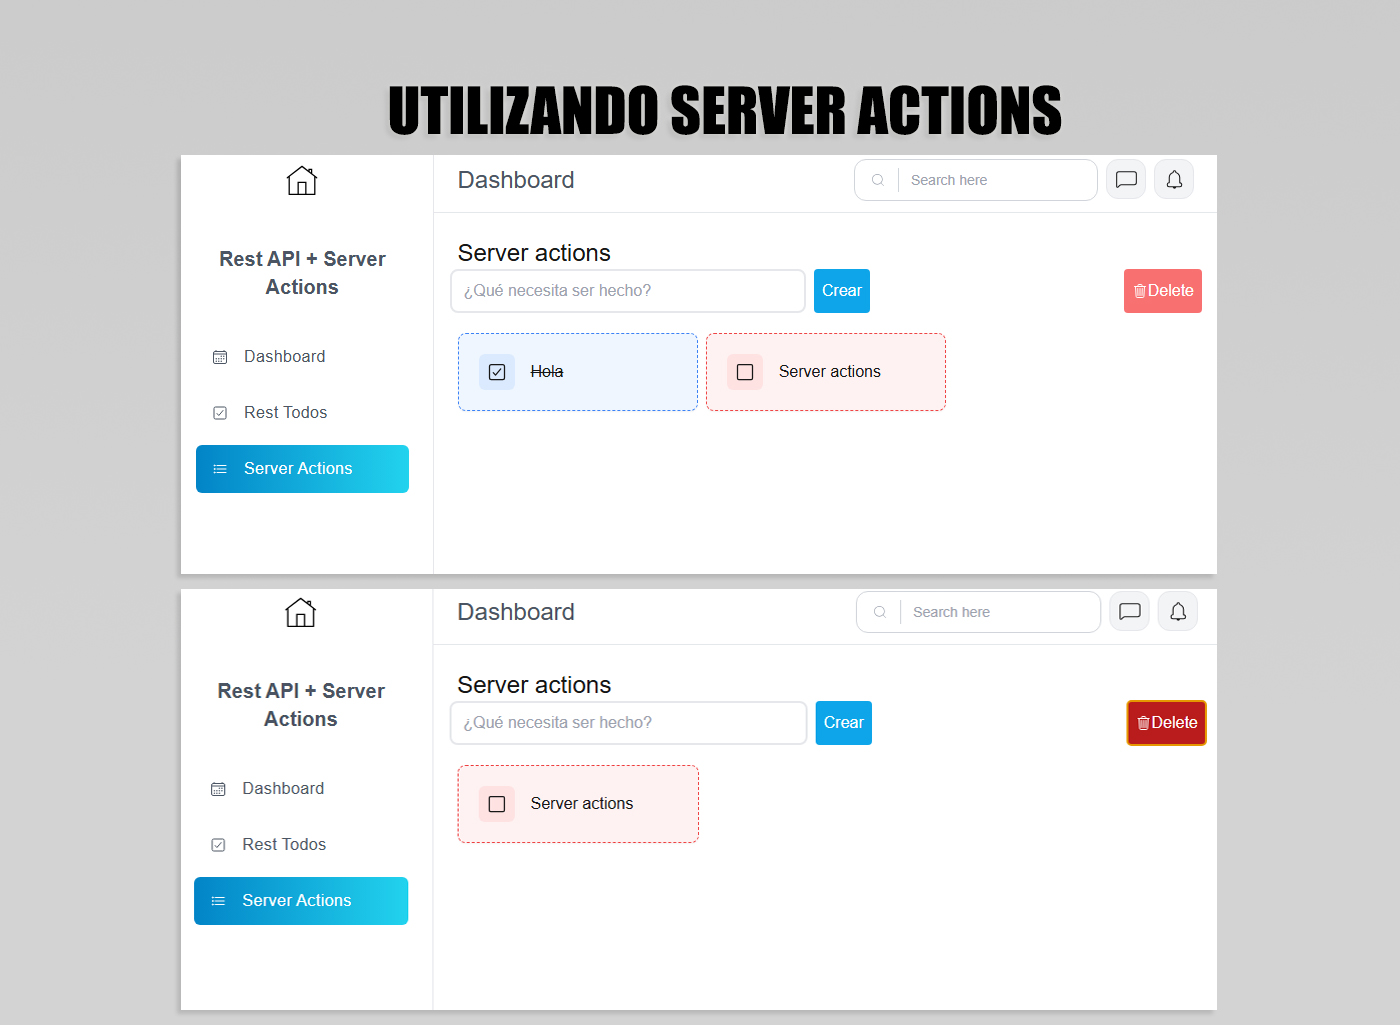 UTILIZANDO SERVER ACTIONS
Dashboard
Search here
Rest API + Server
Actions
Dashboard
Rest Todos
Server Actions
Server actions
¿Qué necesita ser hecho?
Crear
Delete
Hola
Server actions
Dashboard
Search here
Rest API + Server
Actions
Dashboard
Rest Todos
Server Actions
Server actions
¿Qué necesita ser hecho?
Crear
Delete
Server actions